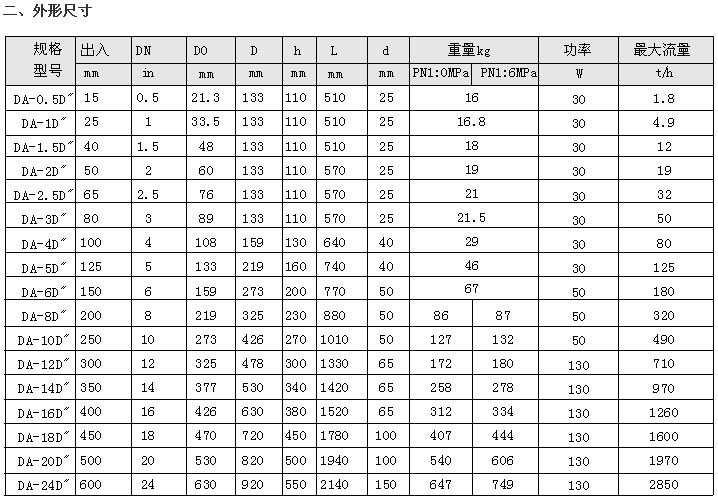 二、外形尺寸
规格 出入 DN DO D h L d 重量kg 功率 最大流量
型号 mm in mm mm mm mm mm PN1:0MPa PN1:6MPa W t/h
DA-0.5D″ 15 0.5 21.3 133 110 510 25 16 30 1.8
DA-1D″ 25 1 33.5 133 110 510 25 16.8 30 4.9
DA-1.5D″ 40 1.5 48 133 110 510 25 18 30 12
DA-2D″ 50 2 60 133 110 570 25 19 30 19
DA-2.5D″ 65 2.5 76 133 110 570 25 21 30 32
DA-3D″ 80 3 89 133 110 570 25 21.5 30 50
DA-4D″ 100 4 108 159 130 640 40 29 30 80
DA-5D″ 125 5 133 219 160 740 40 46 30 125
DA-6D″ 150 6 159 273 200 770 50 67 50 180
DA-8D″ 200 8 219 325 230 880 50 86 87 50 320
DA-10D″ 250 10 273 426 270 1010 50 127 132 50 490
DA-12D″ 300 12 325 478 300 1330 65 172 180 130 710
DA-14D″ 350 14 377 530 340 1420 65 258 278 130 970
DA-16D″ 400 16 426 630 380 1520 65 312 334 130 1260
DA-18D″ 450 18 470 720 450 1780 100 407 444 130 1600
DA-20D″ 500 20 530 820 500 1940 100 540 606 130 1970
DA-24D″ 600 24 630 920 550 2140 150 647 749 130 2850